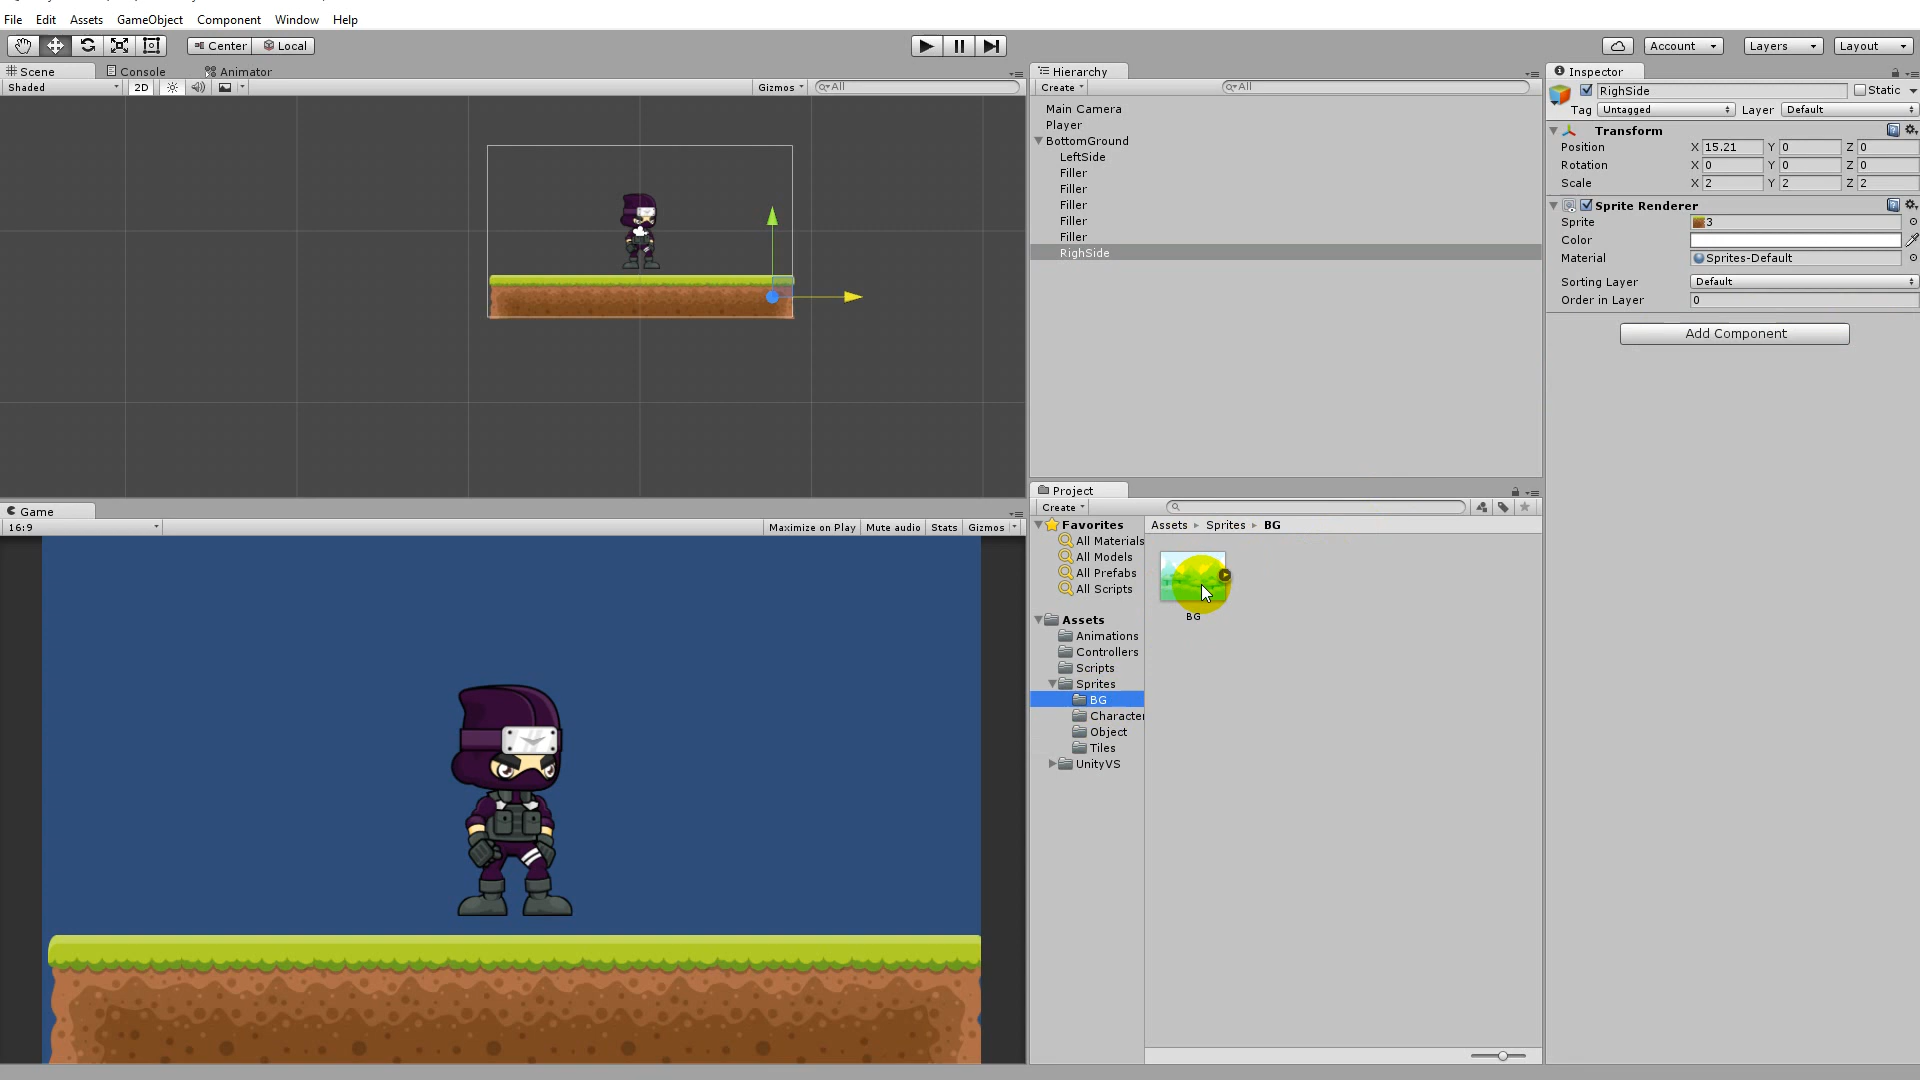 File Edit Assets GameObject Component Window Help
Center Local Account Layers Layout
Scene Console Animator
Shaded 2D Gizmos All
Hierarchy
Create All
Main Camera
Player
BottomGround
LeftSide
Filler
Filler
Filler
Filler
Filler
RighSide
Inspector
RighSide Static
Tag Untagged Layer Default
Transform
Position X 15.21 Y 0 Z 0
Rotation X 0 Y 0 Z 0
Scale X 2 Y 2 Z 2
Sprite Renderer
Sprite 3
Color
Material Sprites-Default
Sorting Layer Default
Order in Layer 0
Add Component
Game
16:9 Maximize on Play Mute audio Stats Gizmos
Project
Create
Favorites
All Materials
All Models
All Prefabs
All Scripts
Assets
Animations
Controllers
Scripts
Sprites
BG
Character
Object
Tiles
UnityVS
Assets Sprites BG
BG